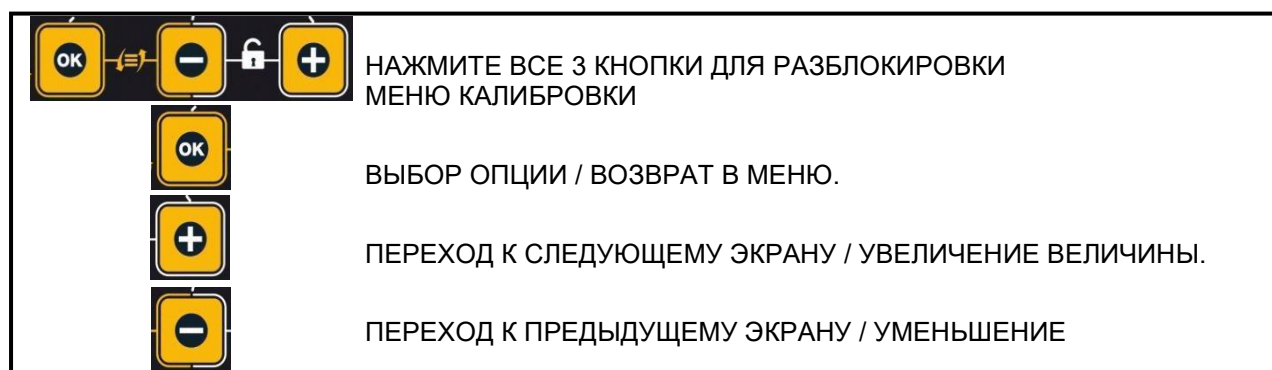 OK
НАЖМИТЕ ВСЕ 3 КНОПКИ ДЛЯ РАЗБЛОКИРОВКИ
МЕНЮ КАЛИБРОВКИ
OK
ВЫБОР ОПЦИИ / ВОЗВРАТ В МЕНЮ.
ПЕРЕХОД К СЛЕДУЮЩЕМУ ЭКРАНУ / УВЕЛИЧЕНИЕ ВЕЛИЧИНЫ.
ПЕРЕХОД К ПРЕДЫДУЩЕМУ ЭКРАНУ / УМЕНЬШЕНИЕ